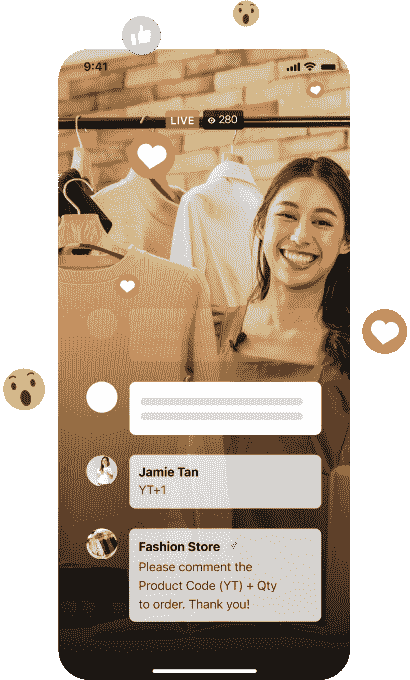 9:41
LIVE 280
Jamie Tan
YT+1
Fashion Store
Please comment the
Product Code (YT) + Qty
to order. Thank you!